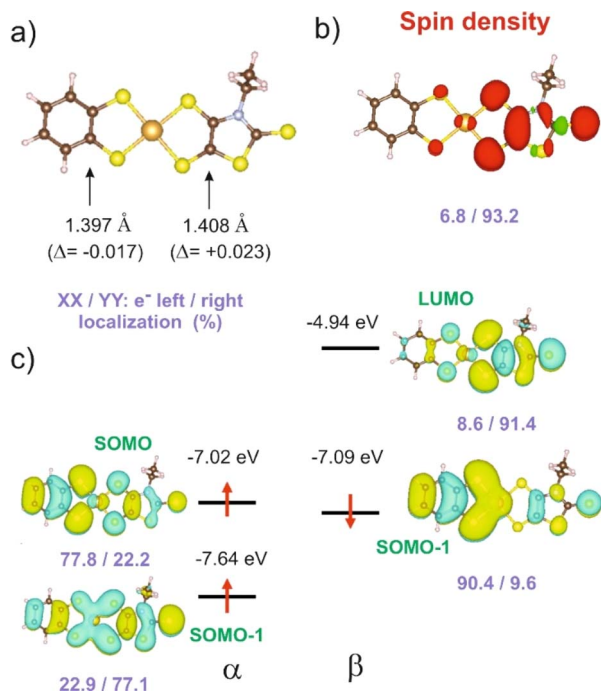 a)
1.397 Å
(Δ= -0.017)
1.408 Å
(Δ= +0.023)
XX / YY: e⁻ left / right
localization (%)
b)
Spin density
6.8 / 93.2
c)
SOMO
-7.02 eV
77.8 / 22.2
-7.64 eV
SOMO-1
22.9 / 77.1
α
LUMO
-4.94 eV
8.6 / 91.4
-7.09 eV
SOMO-1
90.4 / 9.6
β